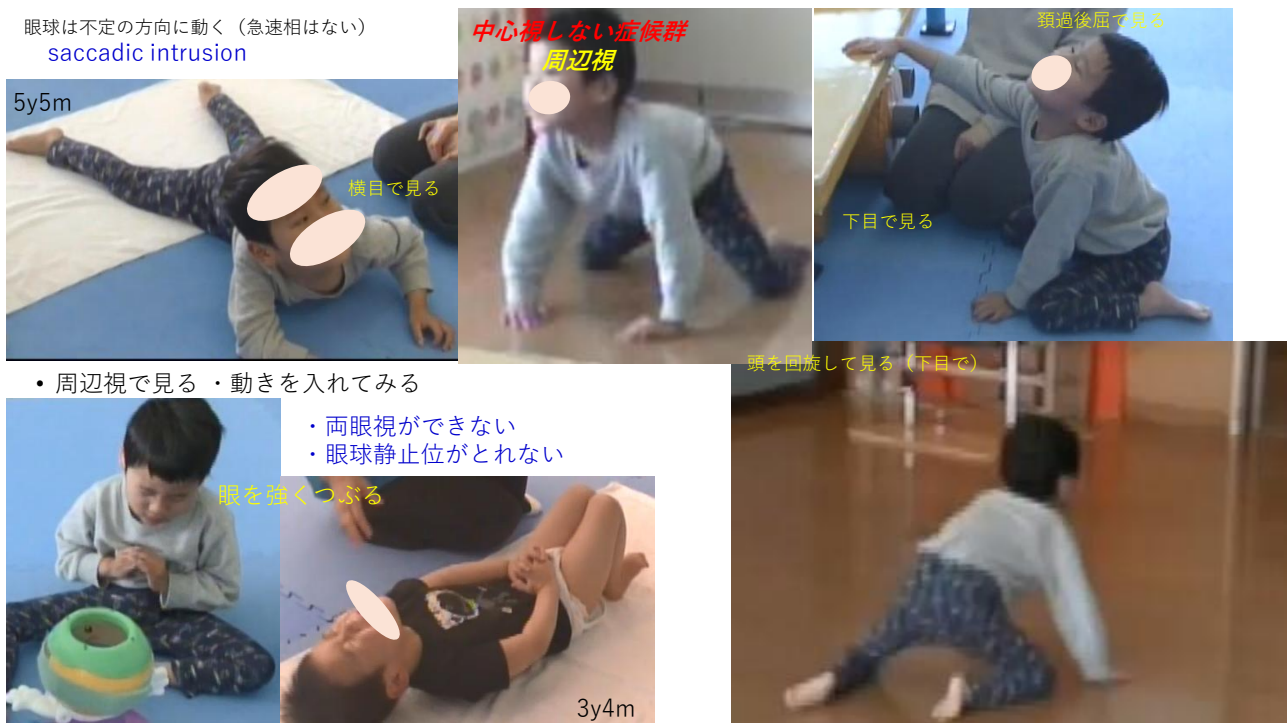 眼球は不定の方向に動く（急速相はない）
saccadic intrusion
5y5m
横目で見る
中心視しない症候群
周辺視
頚過後屈で見る
下目で見る
頭を回旋して見る（下目で）
• 周辺視で見る ・動きを入れてみる
・両眼視ができない
・眼球静止位がとれない
眼を強くつぶる
3y4m